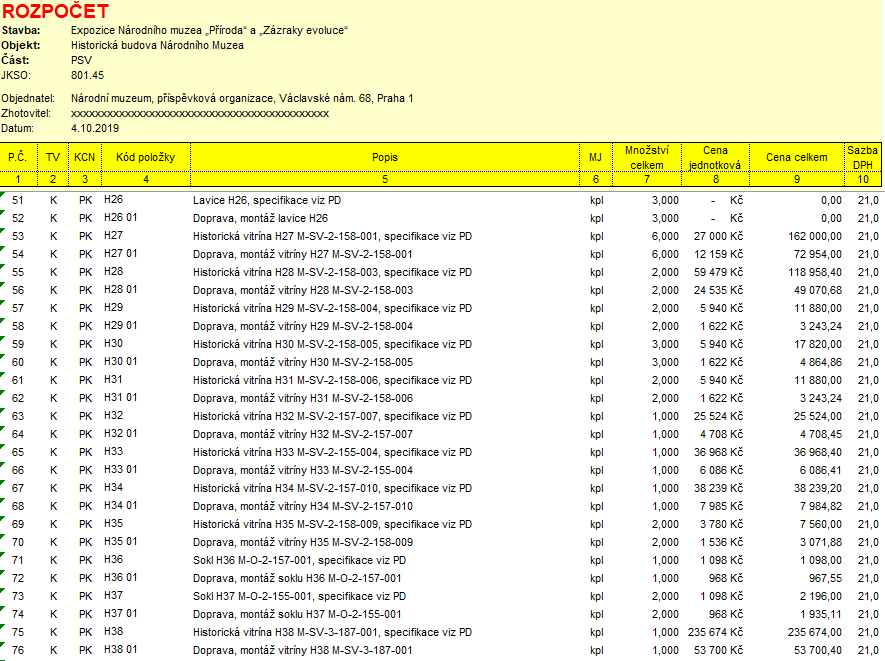 ROZPOČET
Stavba: Expozice Národního muzea „Příroda“ a „Zázraky evoluce“
Objekt: Historická budova Národního Muzea
Část: PSV
JKSO: 801.45
Objednatel: Národní muzeum, příspěvková organizace, Václavské nám. 68, Praha 1
Zhotovitel: xxxxxxxxxxxxxxxxxxxxxxxxxxxxxxxxxxxxxxxxxxx
Datum: 4.10.2019
P.Č. TV KCN Kód položky Popis MJ Množství celkem Cena jednotková Cena celkem Sazba DPH
1 2 3 4 5 6 7 8 9 10
51 K PK H26 Lavice H26, specifikace viz PD kpl 3,000 - Kč 0,00 21,0
52 K PK H26 01 Doprava, montáž lavice H26 kpl 3,000 - Kč 0,00 21,0
53 K PK H27 Historická vitrína H27 M-SV-2-158-001, specifikace viz PD kpl 6,000 27 000 Kč 162 000,00 21,0
54 K PK H27 01 Doprava, montáž vitríny H27 M-SV-2-158-001 kpl 6,000 12 159 Kč 72 954,00 21,0
55 K PK H28 Historická vitrína H28 M-SV-2-158-003, specifikace viz PD kpl 2,000 59 479 Kč 118 958,40 21,0
56 K PK H28 01 Doprava, montáž vitríny H28 M-SV-2-158-003 kpl 2,000 24 535 Kč 49 070,68 21,0
57 K PK H29 Historická vitrína H29 M-SV-2-158-004, specifikace viz PD kpl 2,000 5 940 Kč 11 880,00 21,0
58 K PK H29 01 Doprava, montáž vitríny H29 M-SV-2-158-004 kpl 2,000 1 622 Kč 3 243,24 21,0
59 K PK H30 Historická vitrína H30 M-SV-2-158-005, specifikace viz PD kpl 3,000 5 940 Kč 17 820,00 21,0
60 K PK H30 01 Doprava, montáž vitríny H30 M-SV-2-158-005 kpl 3,000 1 622 Kč 4 864,86 21,0
61 K PK H31 Historická vitrína H31 M-SV-2-158-006, specifikace viz PD kpl 2,000 5 940 Kč 11 880,00 21,0
62 K PK H31 01 Doprava, montáž vitríny H31 M-SV-2-158-006 kpl 2,000 1 622 Kč 3 243,24 21,0
63 K PK H32 Historická vitrína H32 M-SV-2-157-007, specifikace viz PD kpl 1,000 25 524 Kč 25 524,00 21,0
64 K PK H32 01 Doprava, montáž vitríny H32 M-SV-2-157-007 kpl 1,000 4 708 Kč 4 708,45 21,0
65 K PK H33 Historická vitrína H33 M-SV-2-155-004, specifikace viz PD kpl 1,000 36 968 Kč 36 968,40 21,0
66 K PK H33 01 Doprava, montáž vitríny H33 M-SV-2-155-004 kpl 1,000 6 086 Kč 6 086,41 21,0
67 K PK H34 Historická vitrína H34 M-SV-2-157-010, specifikace viz PD kpl 1,000 38 239 Kč 38 239,20 21,0
68 K PK H34 01 Doprava, montáž vitríny H34 M-SV-2-157-010 kpl 1,000 7 985 Kč 7 984,82 21,0
69 K PK H35 Historická vitrína H35 M-SV-2-158-009, specifikace viz PD kpl 2,000 3 780 Kč 7 560,00 21,0
70 K PK H35 01 Doprava, montáž vitríny H35 M-SV-2-158-009 kpl 2,000 1 536 Kč 3 071,88 21,0
71 K PK H36 Sokl H36 M-O-2-157-001, specifikace viz PD kpl 1,000 1 098 Kč 1 098,00 21,0
72 K PK H36 01 Doprava, montáž soklu H36 M-O-2-157-001 kpl 1,000 968 Kč 967,55 21,0
73 K PK H37 Sokl H37 M-O-2-155-001, specifikace viz PD kpl 2,000 1 098 Kč 2 196,00 21,0
74 K PK H37 01 Doprava, montáž soklu H37 M-O-2-155-001 kpl 2,000 968 Kč 1 935,11 21,0
75 K PK H38 Historická vitrína H38 M-SV-3-187-001, specifikace viz PD kpl 1,000 235 674 Kč 235 674,00 21,0
76 K PK H38 01 Doprava, montáž vitríny H38 M-SV-3-187-001 kpl 1,000 53 700 Kč 53 700,40 21,0